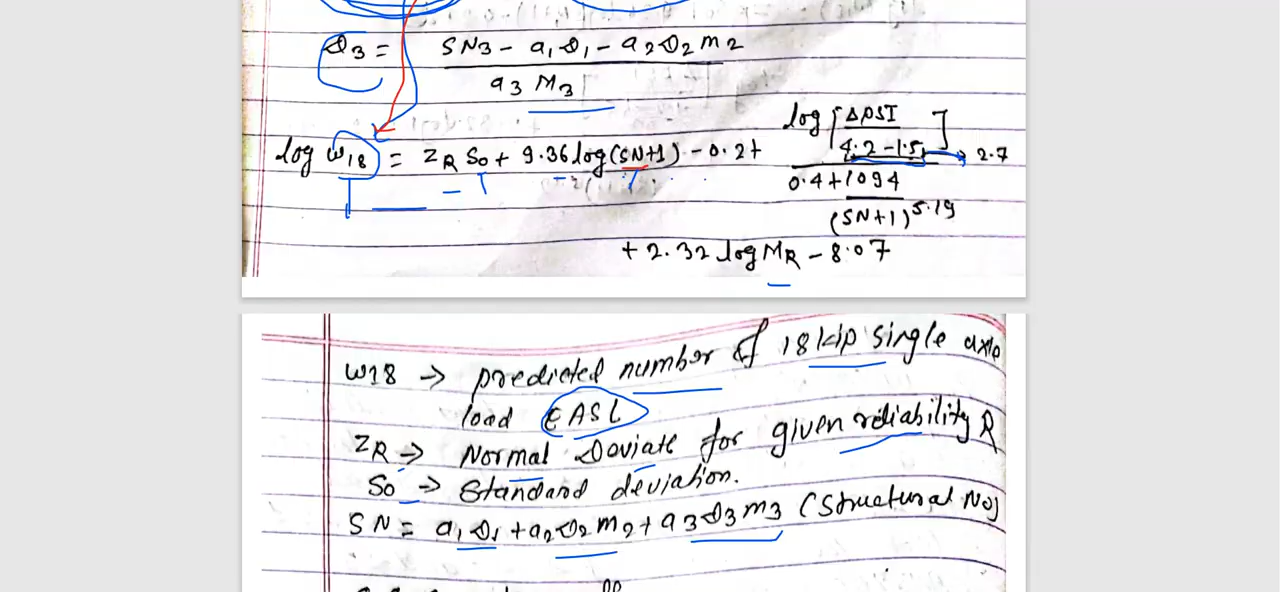 D3 = SN3 - a1D1 - a2D2m2
a3 M3
log W18 = ZR So + 9.36 log(SN+1) - 0.2 + log [ΔPSI / 4.2-1.5] → 2.7
0.4 + 1094
(SN+1)^5.19
+ 2.32 log MR - 8.07
W18 → predicted number of 18 kip single axle
load EASL
ZR → Normal Deviate for given reliability R
So → Standard deviation.
SN = a1D1 + a2D2m2 + a3D3m3 (Structural No)